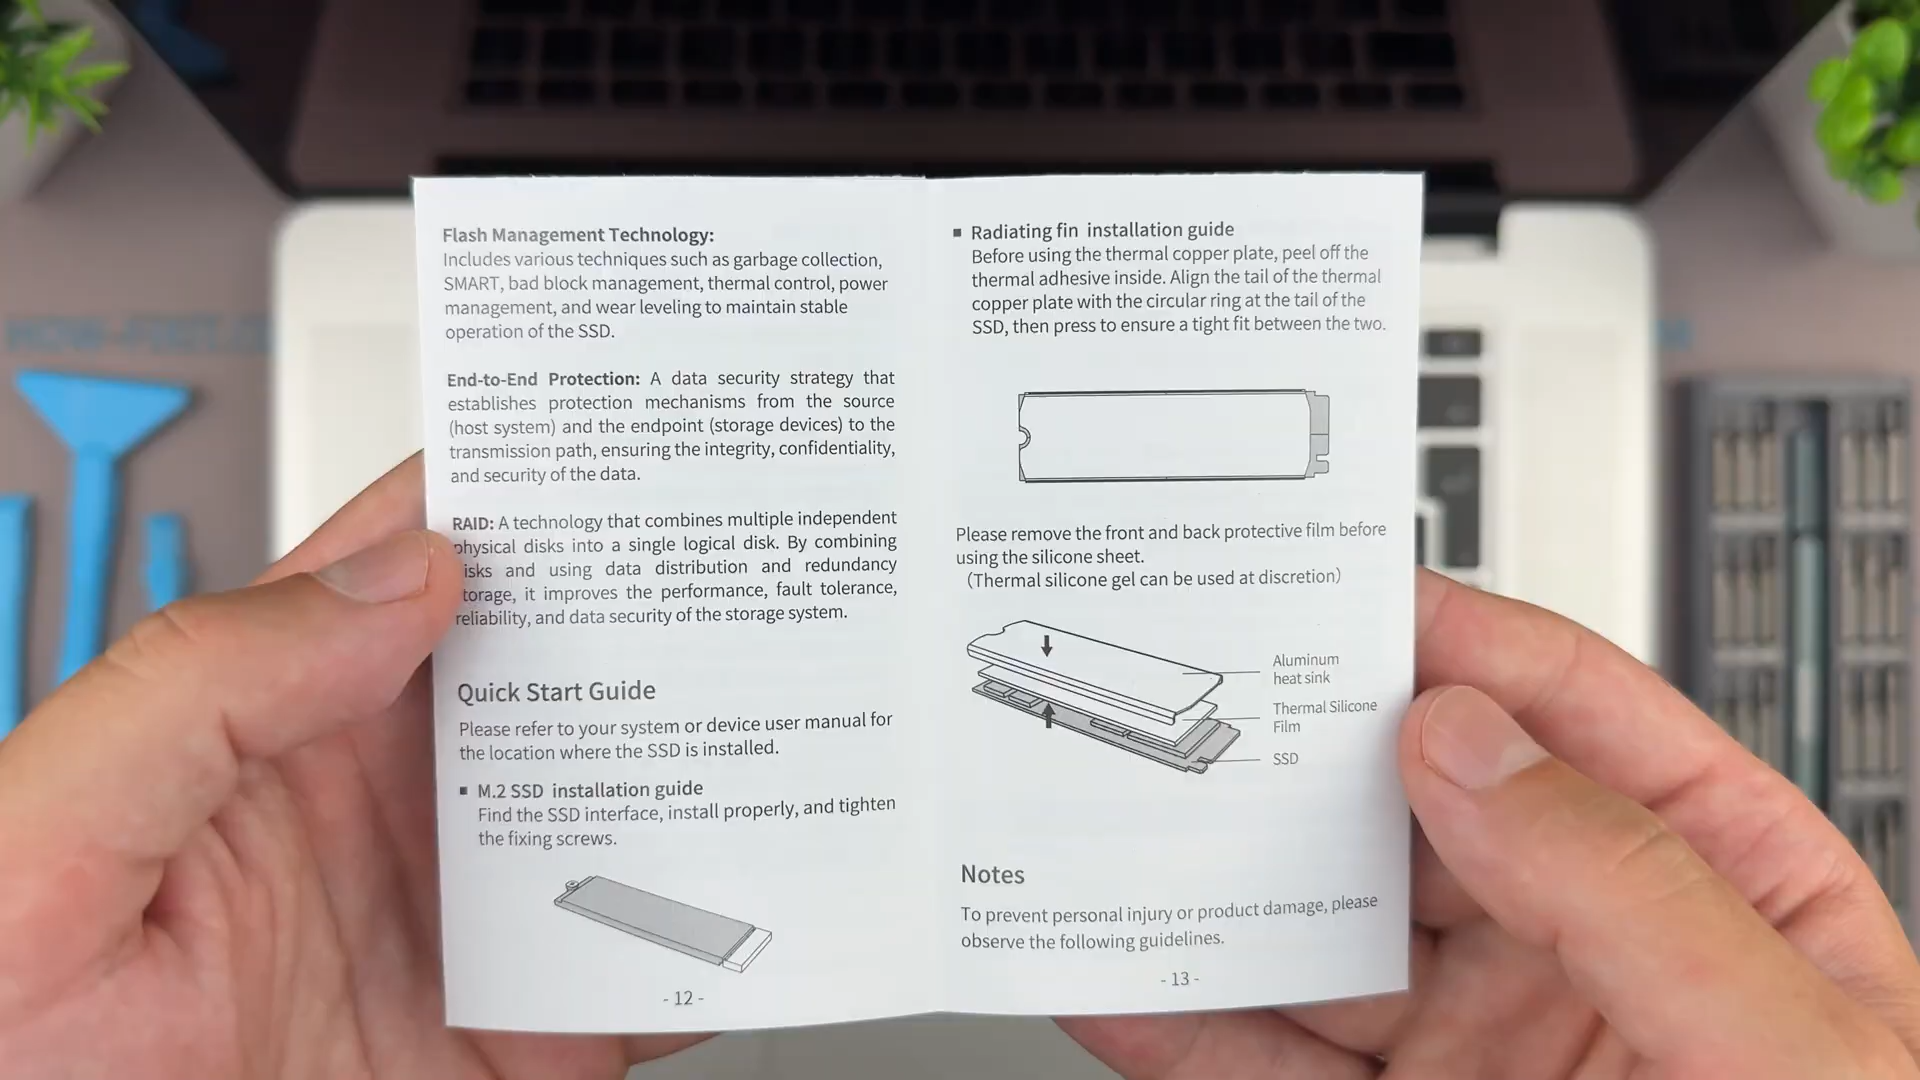 Flash Management Technology:
Includes various techniques such as garbage collection,
SMART, bad block management, thermal control, power
management, and wear leveling to maintain stable
operation of the SSD.
End-to-End Protection: A data security strategy that
establishes protection mechanisms from the source
(host system) and the endpoint (storage devices) to the
transmission path, ensuring the integrity, confidentiality,
and security of the data.
RAID: A technology that combines multiple independent
physical disks into a single logical disk. By combining
isks and using data distribution and redundancy
torage, it improves the performance, fault tolerance,
reliability, and data security of the storage system.
Quick Start Guide
Please refer to your system or device user manual for
the location where the SSD is installed.
▪ M.2 SSD installation guide
Find the SSD interface, install properly, and tighten
the fixing screws.
- 12 -
▪ Radiating fin installation guide
Before using the thermal copper plate, peel off the
thermal adhesive inside. Align the tail of the thermal
copper plate with the circular ring at the tail of the
SSD, then press to ensure a tight fit between the two.
Please remove the front and back protective film before
using the silicone sheet.
(Thermal silicone gel can be used at discretion)
Aluminum
heat sink
Thermal Silicone
Film
SSD
Notes
To prevent personal injury or product damage, please
observe the following guidelines.
- 13 -